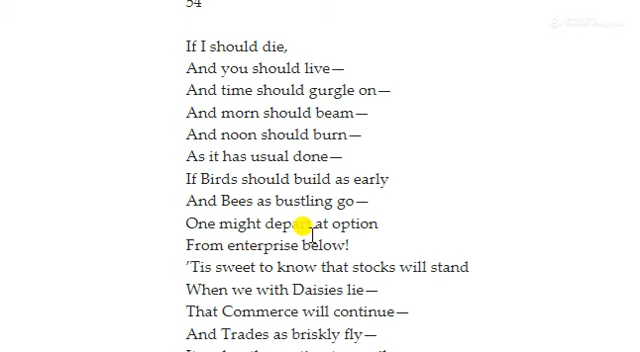 54
If I should die,
And you should live—
And time should gurgle on—
And morn should beam—
And noon should burn—
As it has usual done—
If Birds should build as early
And Bees as bustling go—
One might depart at option
From enterprise below!
'Tis sweet to know that stocks will stand
When we with Daisies lie—
That Commerce will continue—
And Trades as briskly fly—